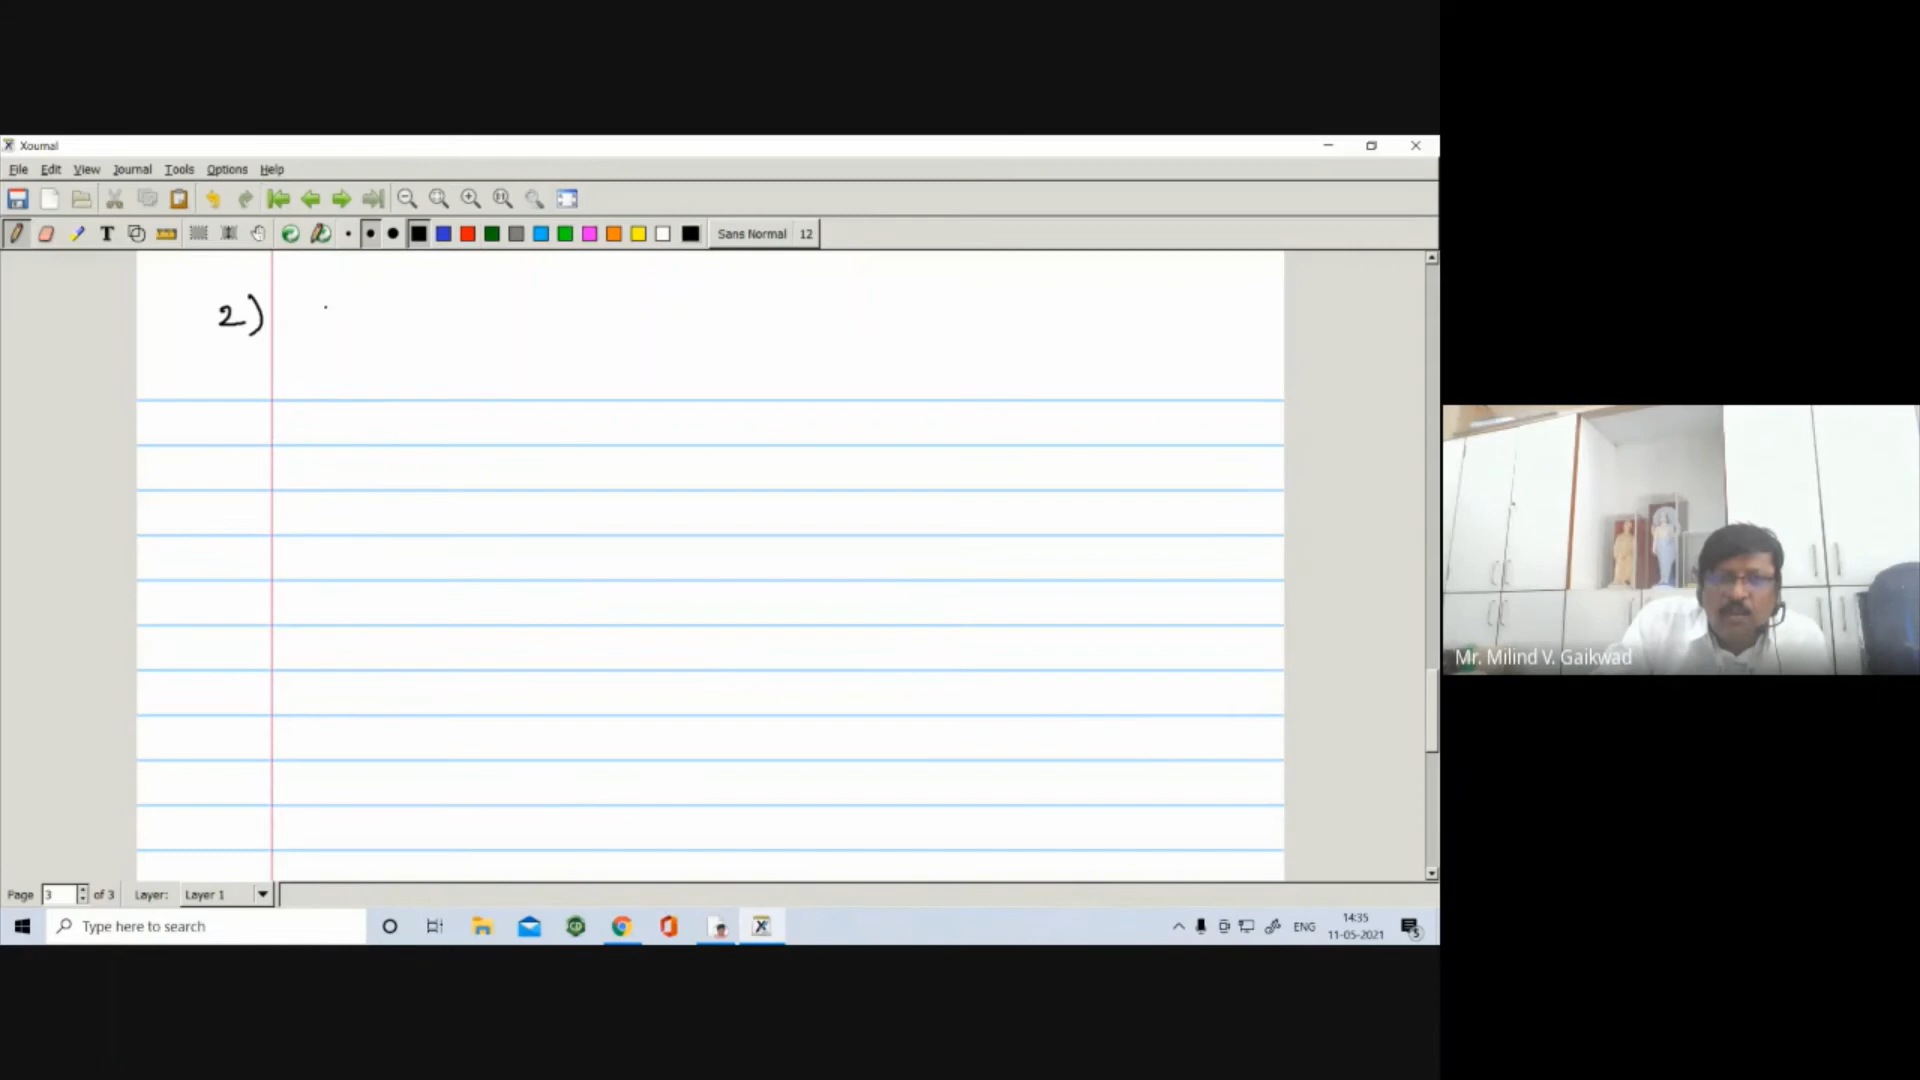 Xournal
File Edit View Journal Tools Options Help
T Sans Normal 12
2)
Mr. Milind V. Gaikwad
Page 3 of 3 Layer: Layer 1
Type here to search
ENG
14:35
11-05-2021
5